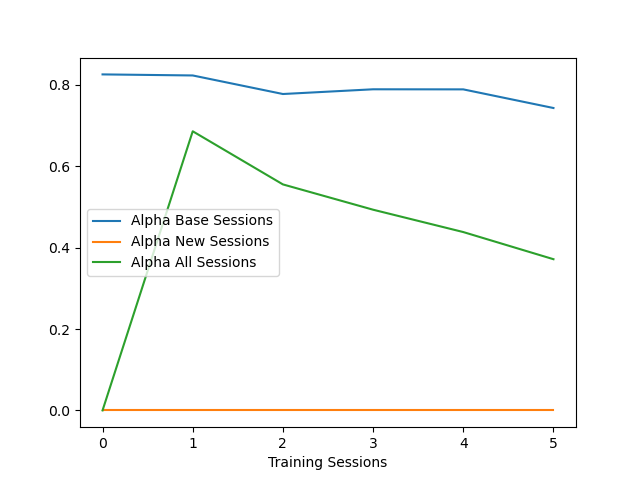 0.8
0.6
0.4
0.2
0.0
Alpha Base Sessions
Alpha New Sessions
Alpha All Sessions
0 1 2 3 4 5
Training Sessions